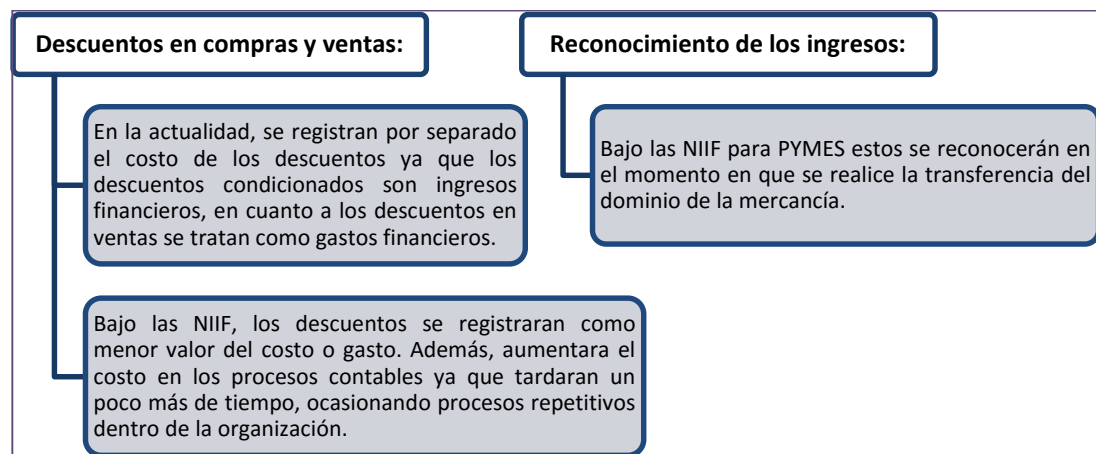 Descuentos en compras y ventas:
En la actualidad, se registran por separado
el costo de los descuentos ya que los
descuentos condicionados son ingresos
financieros, en cuanto a los descuentos en
ventas se tratan como gastos financieros.
Bajo las NIIF, los descuentos se registraran como
menor valor del costo o gasto. Además, aumentara el
costo en los procesos contables ya que tardaran un
poco más de tiempo, ocasionando procesos repetitivos
dentro de la organización.
Reconocimiento de los ingresos:
Bajo las NIIF para PYMES estos se reconocerán en
el momento en que se realice la transferencia del
dominio de la mercancía.